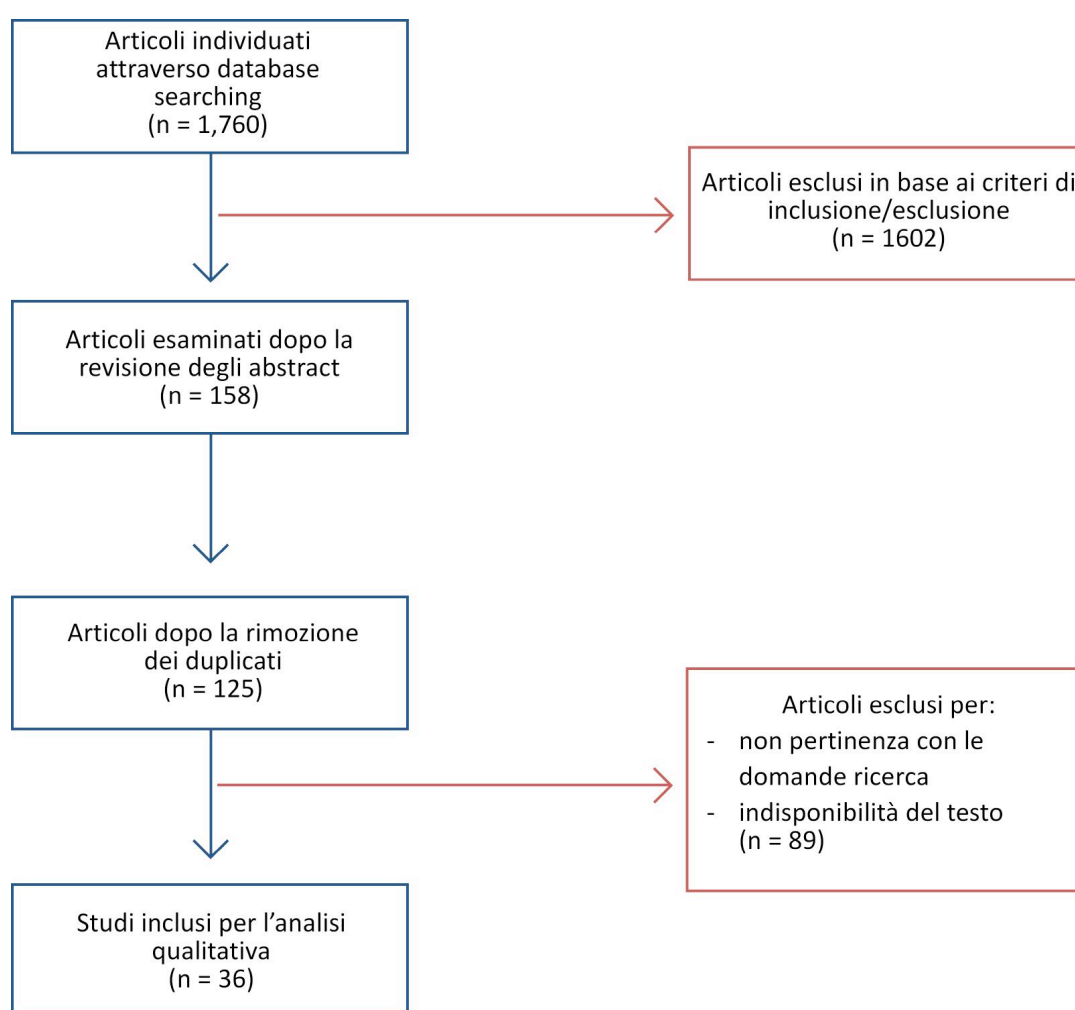 Articoli individuati
attraverso database
searching
(n = 1,760)
Articoli esclusi in base ai criteri di
inclusione/esclusione
(n = 1602)
Articoli esaminati dopo la
revisione degli abstract
(n = 158)
Articoli dopo la rimozione
dei duplicati
(n = 125)
Articoli esclusi per:
- non pertinenza con le
domande ricerca
- indisponibilità del testo
(n = 89)
Studi inclusi per l’analisi
qualitativa
(n = 36)